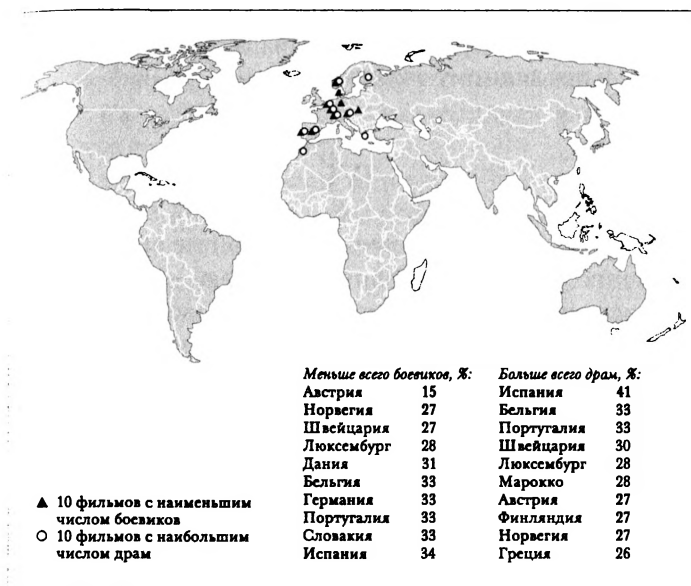 Меньше всего боевиков, %:
Австрия 15
Норвегия 27
Швейцария 27
Люксембург 28
Дания 31
Бельгия 33
Германия 33
Португалия 33
Словакия 33
Испания 34
Больше всего драм, %:
Испания 41
Бельгия 33
Португалия 33
Швейцария 30
Люксембург 28
Марокко 28
Австрия 27
Финляндия 27
Норвегия 27
Греция 26
▲ 10 фильмов с наименьшим
числом боевиков
○ 10 фильмов с наибольшим
числом драм